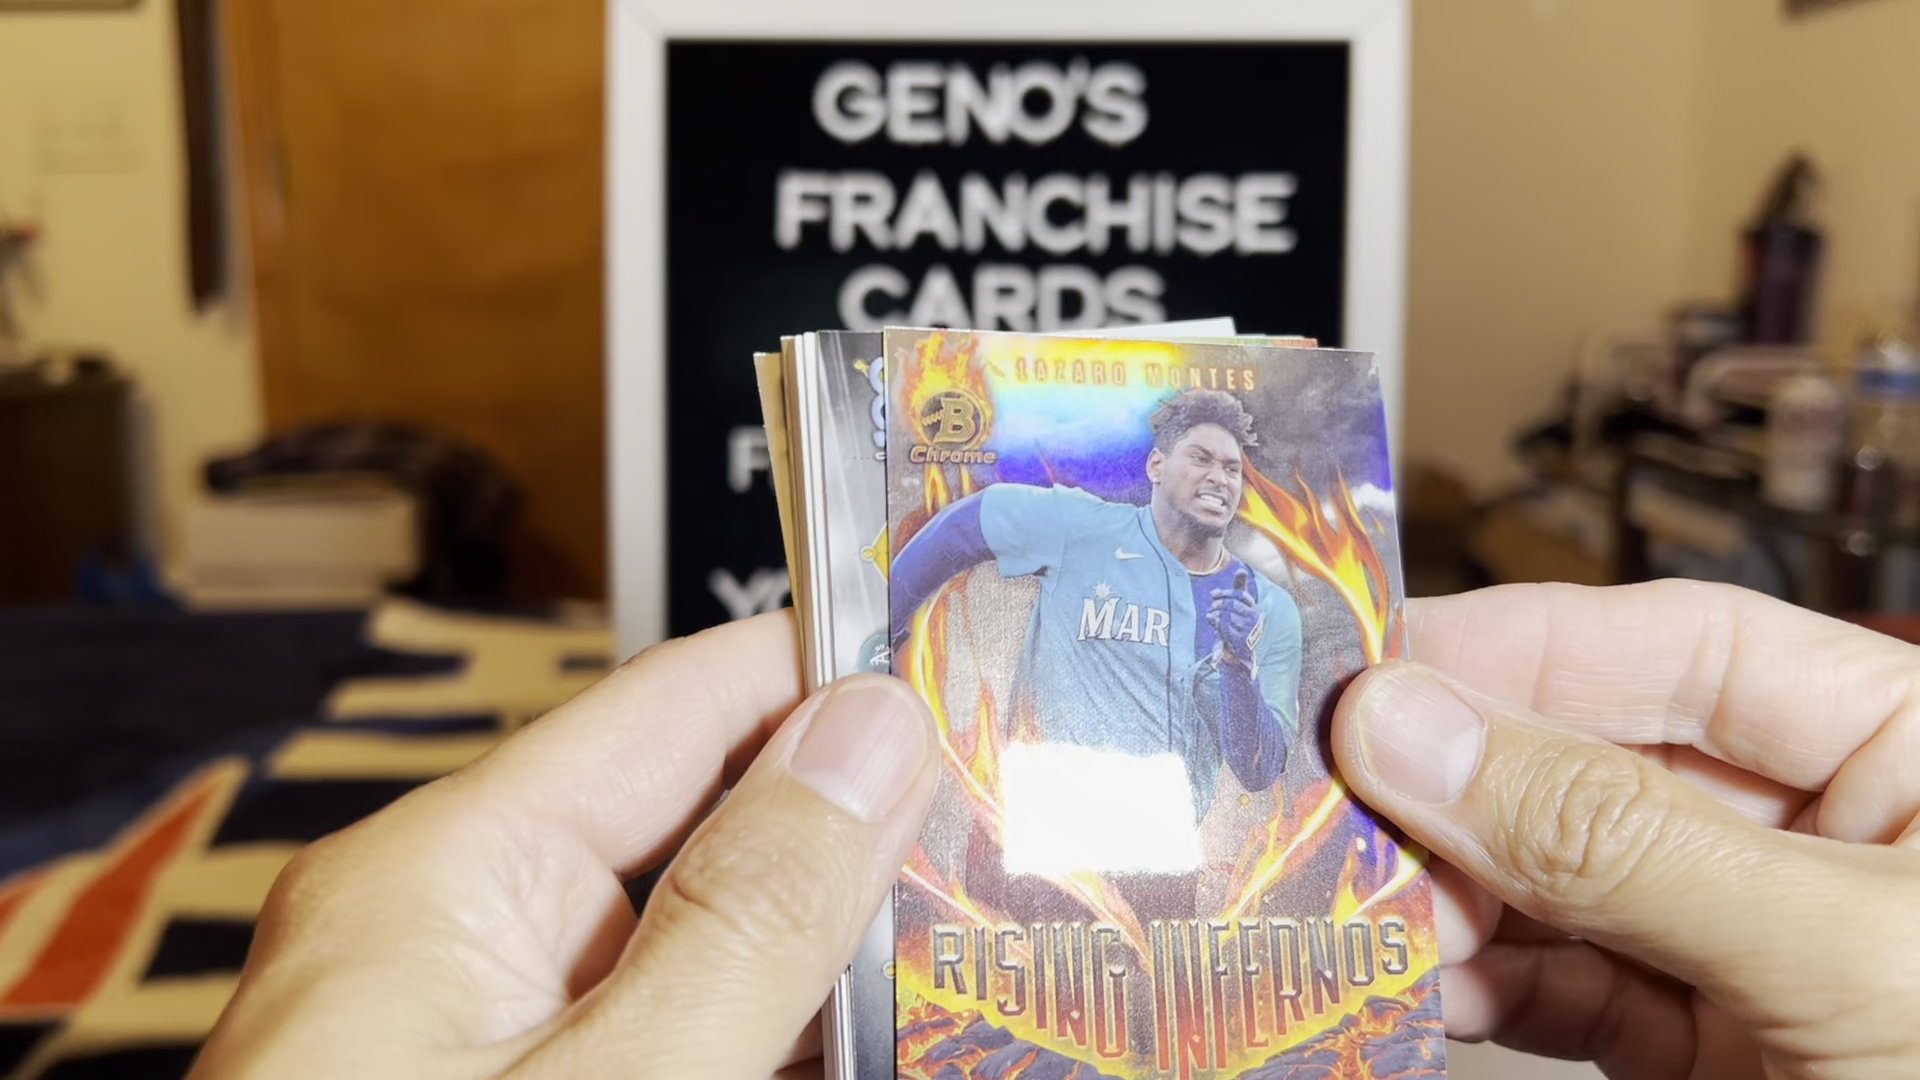 GENO'S
FRANCHISE
CARDS
LAZARO MONTES
B
Chrome
MAR
RISING INFERNOS